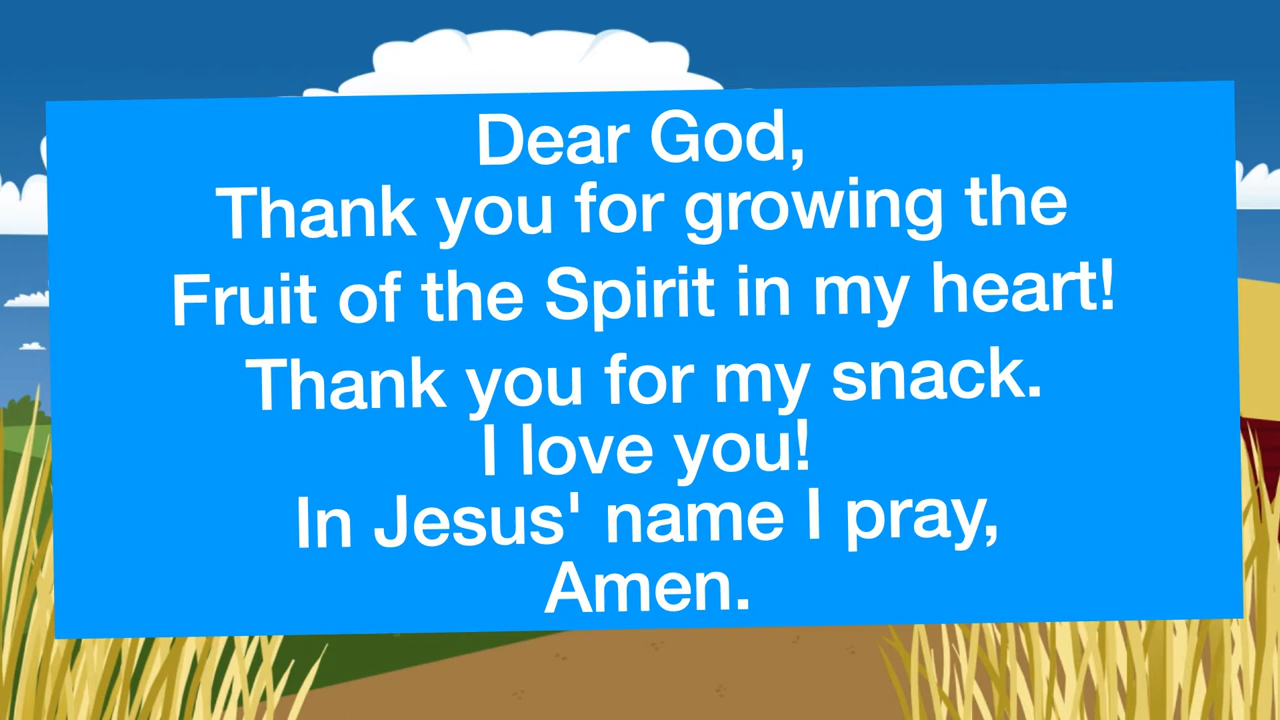 Dear God,
Thank you for growing the
Fruit of the Spirit in my heart!
Thank you for my snack.
I love you!
In Jesus' name I pray,
Amen.